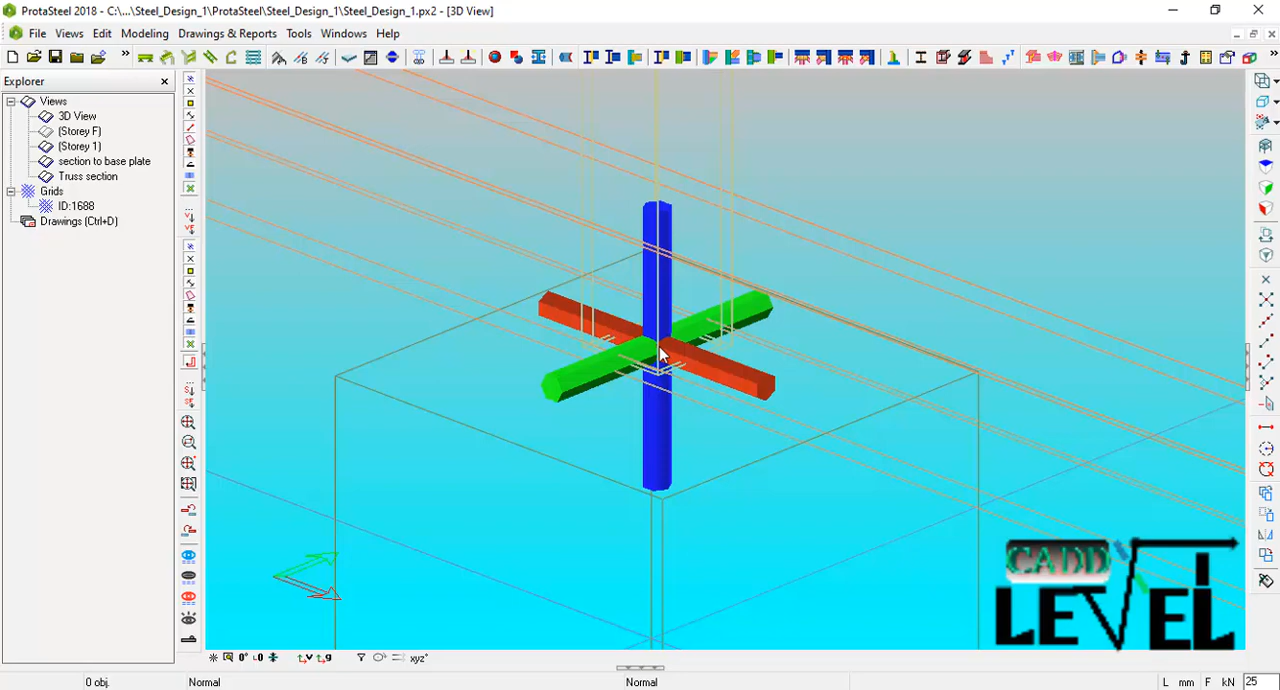 ProtaSteel 2018 - C:\...\Steel_Design_1\ProtaSteel\Steel_Design_1\Steel_Design_1.px2 - [3D View]
File Views Edit Modeling Drawings & Reports Tools Windows Help
Explorer
Views
3D View
(Storey F)
(Storey 1)
section to base plate
Truss section
Grids
ID:1688
Drawings (Ctrl+D)
CADD
LEVEL
0 obj. Normal Normal L mm F kN 25